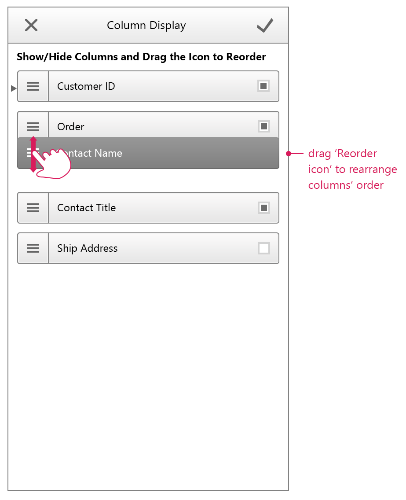 Column Display
Show/Hide Columns and Drag the Icon to Reorder
Customer ID
Order
ontact Name
Contact Title
Ship Address
drag ‘Reorder
icon’ to rearrange
columns’ order